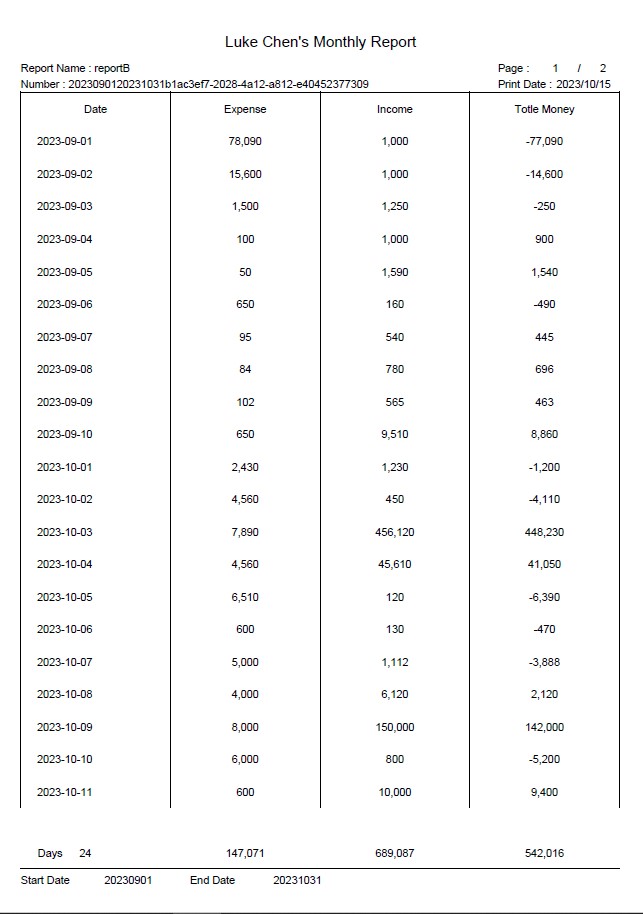 Luke Chen's Monthly Report
Report Name : reportB Page : 1 / 2
Number : 2023090120231031b1ac3ef7-2028-4a12-a812-e40452377309 Print Date : 2023/10/15
Date Expense Income Totle Money
2023-09-01 78,090 1,000 -77,090
2023-09-02 15,600 1,000 -14,600
2023-09-03 1,500 1,250 -250
2023-09-04 100 1,000 900
2023-09-05 50 1,590 1,540
2023-09-06 650 160 -490
2023-09-07 95 540 445
2023-09-08 84 780 696
2023-09-09 102 565 463
2023-09-10 650 9,510 8,860
2023-10-01 2,430 1,230 -1,200
2023-10-02 4,560 450 -4,110
2023-10-03 7,890 456,120 448,230
2023-10-04 4,560 45,610 41,050
2023-10-05 6,510 120 -6,390
2023-10-06 600 130 -470
2023-10-07 5,000 1,112 -3,888
2023-10-08 4,000 6,120 2,120
2023-10-09 8,000 150,000 142,000
2023-10-10 6,000 800 -5,200
2023-10-11 600 10,000 9,400
Days 24 147,071 689,087 542,016
Start Date 20230901 End Date 20231031